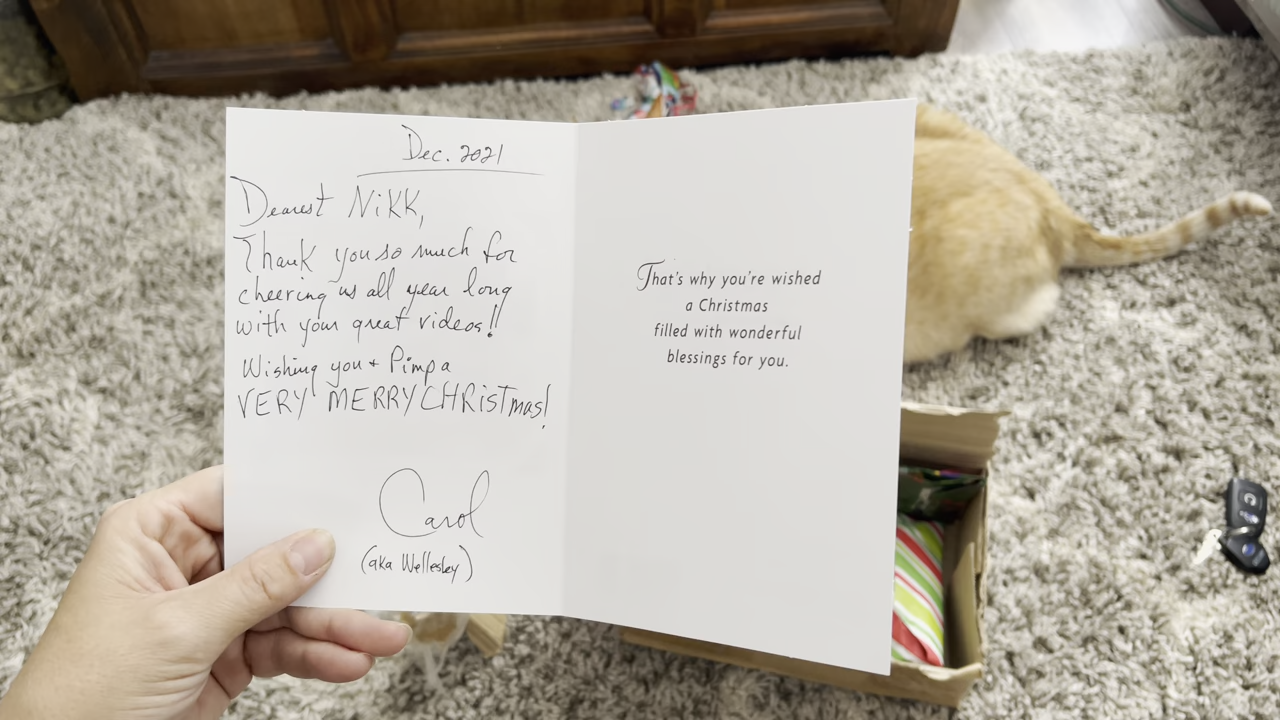 Dec. 2021
Dearest NiKK,
Thank you so much for
cheering us all year long
with your great videos!!
Wishing you + Pimp a
VERY MERRY CHRISTmas!
Carol
(aka Wellesley)
That's why you're wished
a Christmas
filled with wonderful
blessings for you.